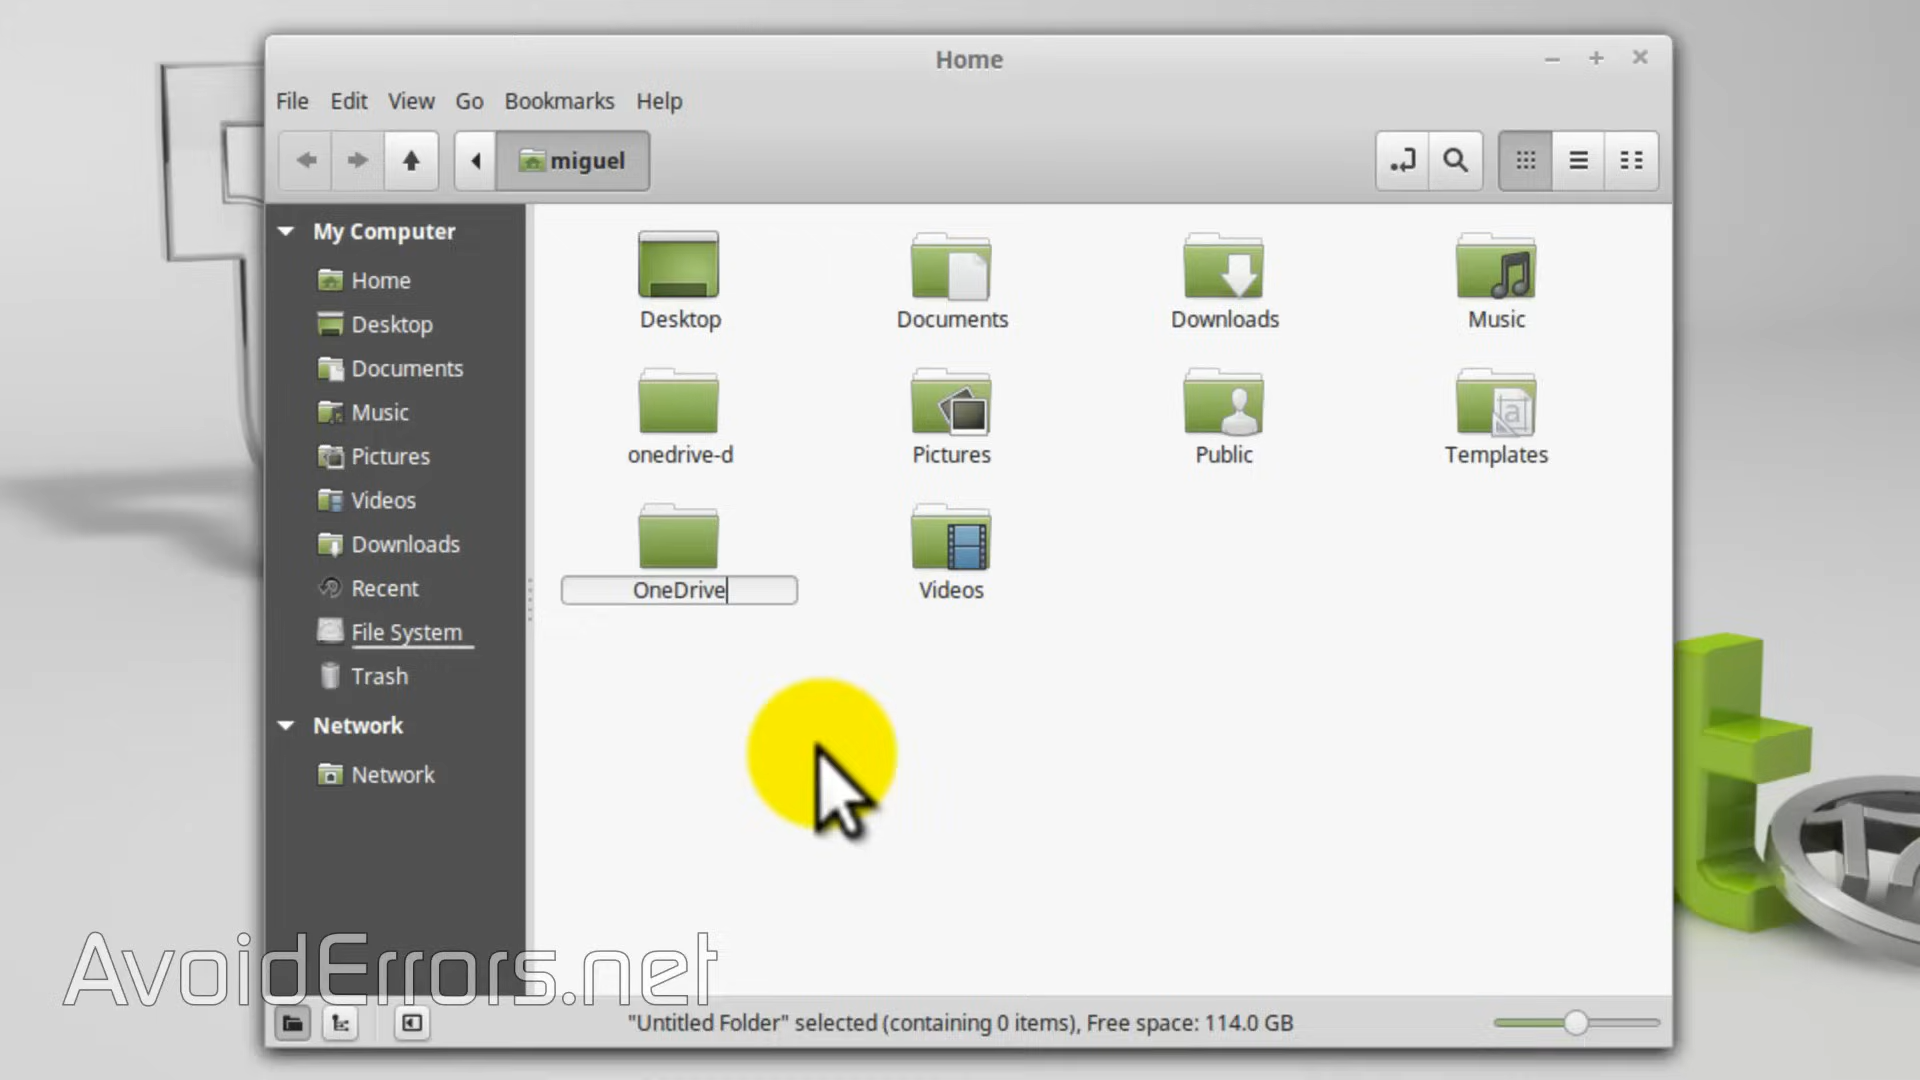 Home
File Edit View Go Bookmarks Help
miguel
My Computer
Home
Desktop
Documents
Music
Pictures
Videos
Downloads
Recent
File System
Trash
Network
Network
Desktop Documents Downloads Music
onedrive-d Pictures Public Templates
OneDrive Videos
AvoidErrors.net
"Untitled Folder" selected (containing 0 items), Free space: 114.0 GB